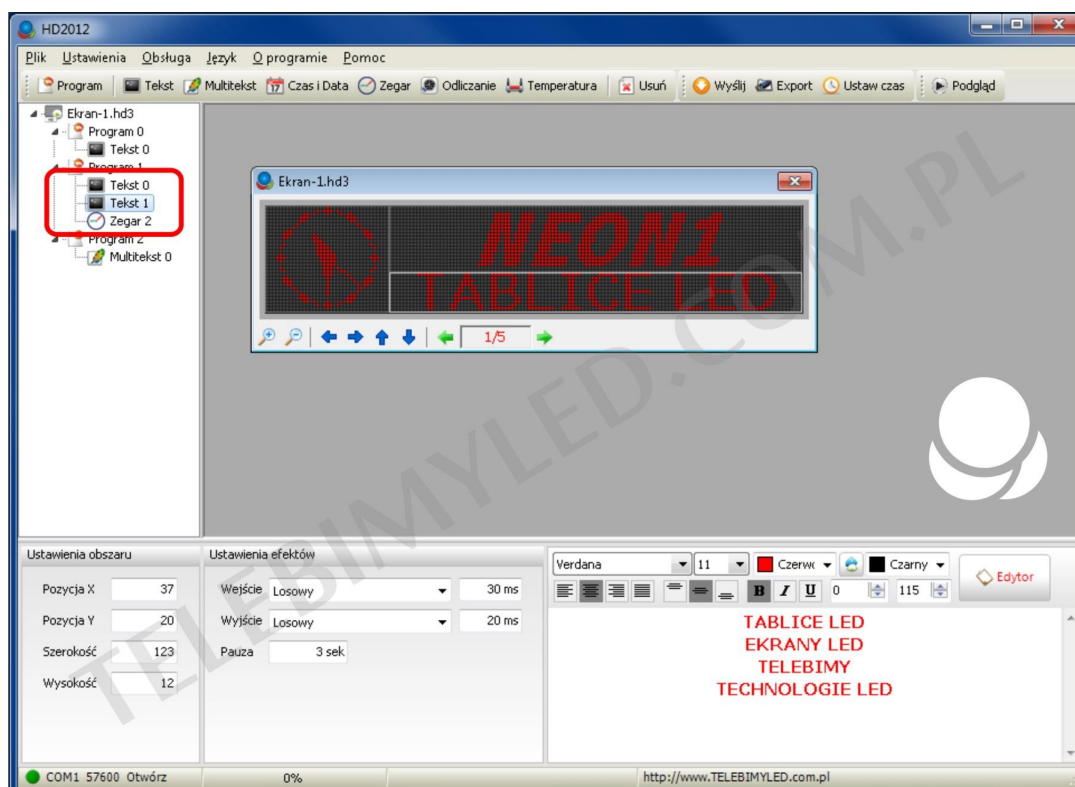 HD2012
Plik Ustawienia Obsługa Język O programie Pomoc
Program Tekst Multitekst Czas i Data Zegar Odliczanie Temperatura Usuń Wyślij Export Ustaw czas Podgląd
Ekran-1.hd3
Program 0
Tekst 0
Program 1
Tekst 0
Tekst 1
Zegar 2
Program 2
Multitekst 0
Ekran-1.hd3
NEON1
TABLICE LED
1/5
TELEBIMYLED.COM.PL
Ustawienia obszaru
Pozycja X 37
Pozycja Y 20
Szerokość 123
Wysokość 12
Ustawienia efektów
Wejście Losowy 30 ms
Wyjście Losowy 20 ms
Pauza 3 sek
Verdana 11 Czerwc Czarny
B I U 0 115
Edytor
TABLICE LED
EKRANY LED
TELEBIMY
TECHNOLOGIE LED
COM1 57600 Otwórz 0% http://www.TELEBIMYLED.com.pl